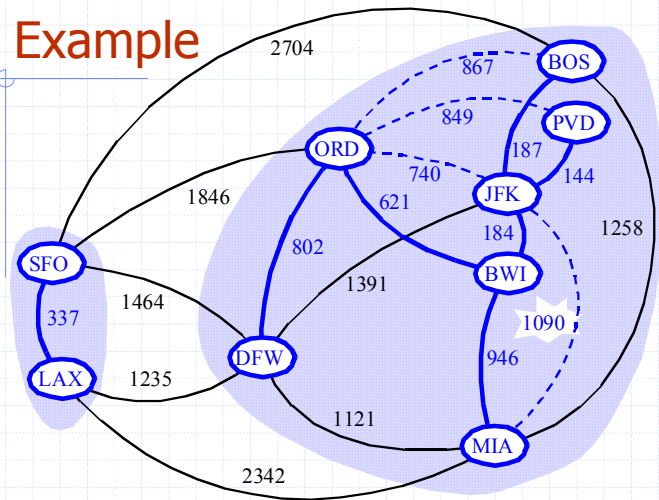 Example
2704
BOS
867
849
PVD
ORD
740
187
144
JFK
1846
621
184
1258
802
SFO
BWI
1464
1391
337
1090
DFW
946
LAX
1235
1121
MIA
2342